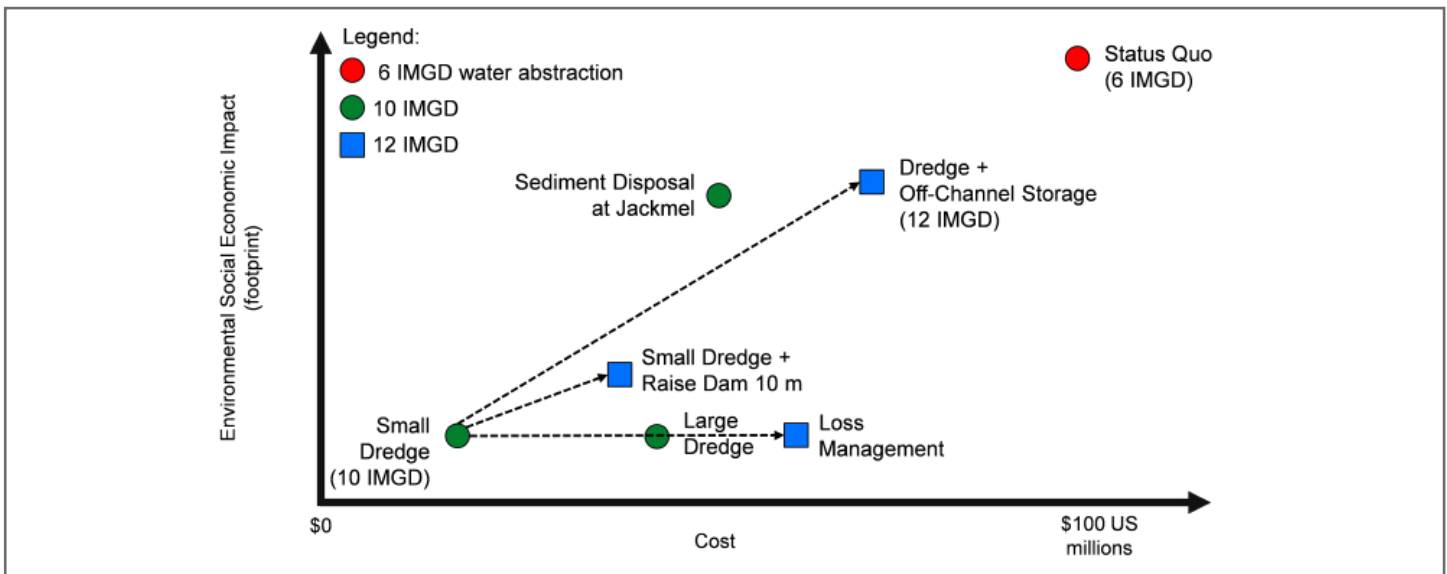 Legend:
6 IMGD water abstraction
10 IMGD
12 IMGD
Status Quo
(6 IMGD)
Sediment Disposal
at Jackmel
Dredge +
Off-Channel Storage
(12 IMGD)
Small Dredge +
Raise Dam 10 m
Small
Dredge
(10 IMGD)
Large
Dredge
Loss
Management
Environmental Social Economic Impact
(footprint)
$0
Cost
$100 US
millions